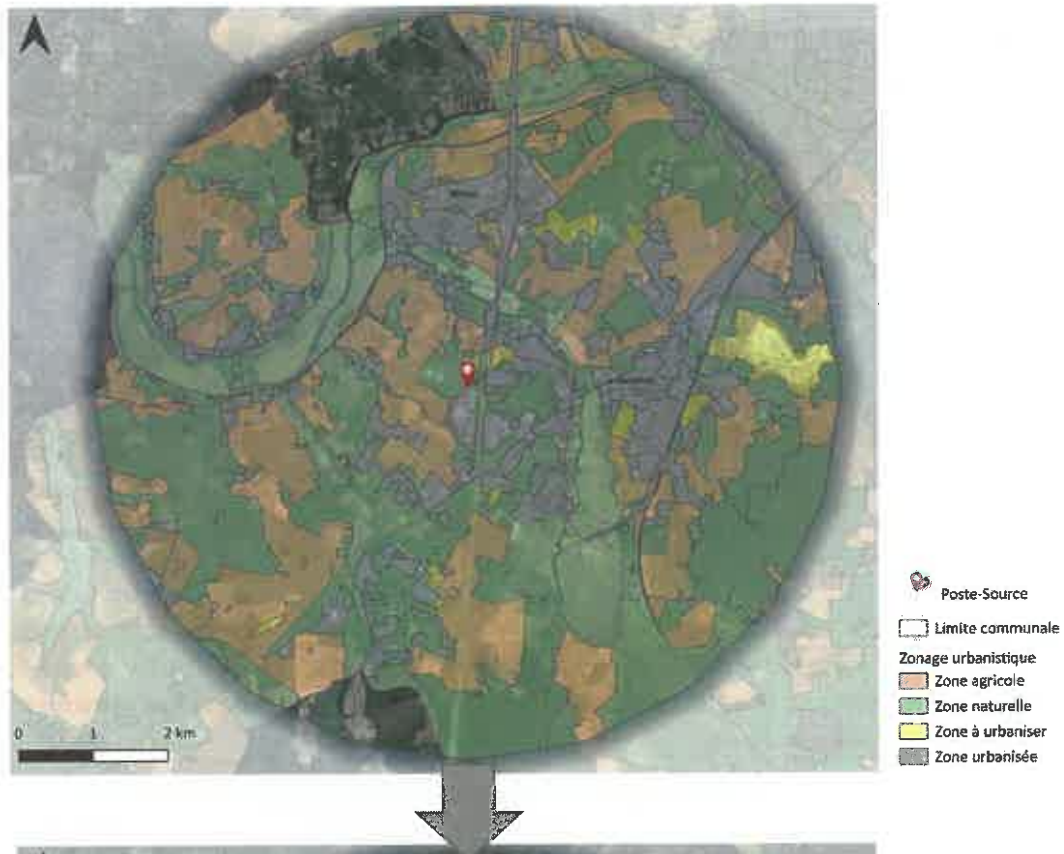 0 1 2 km
Poste-Source
Limite communale
Zonage urbanistique
Zone agricole
Zone naturelle
Zone à urbaniser
Zone urbanisée